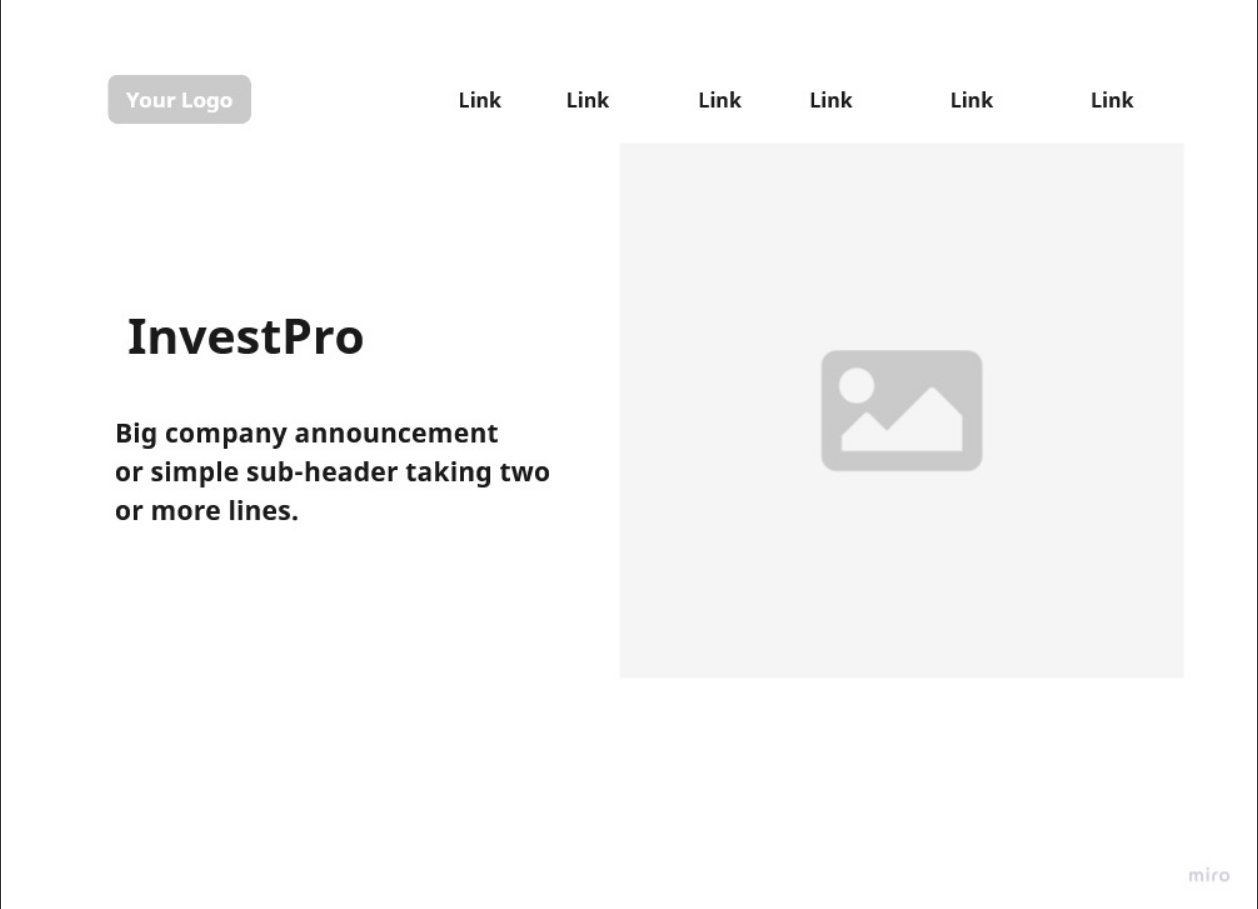 Your Logo
Link Link Link Link Link Link
InvestPro
Big company announcement
or simple sub-header taking two
or more lines.
miro